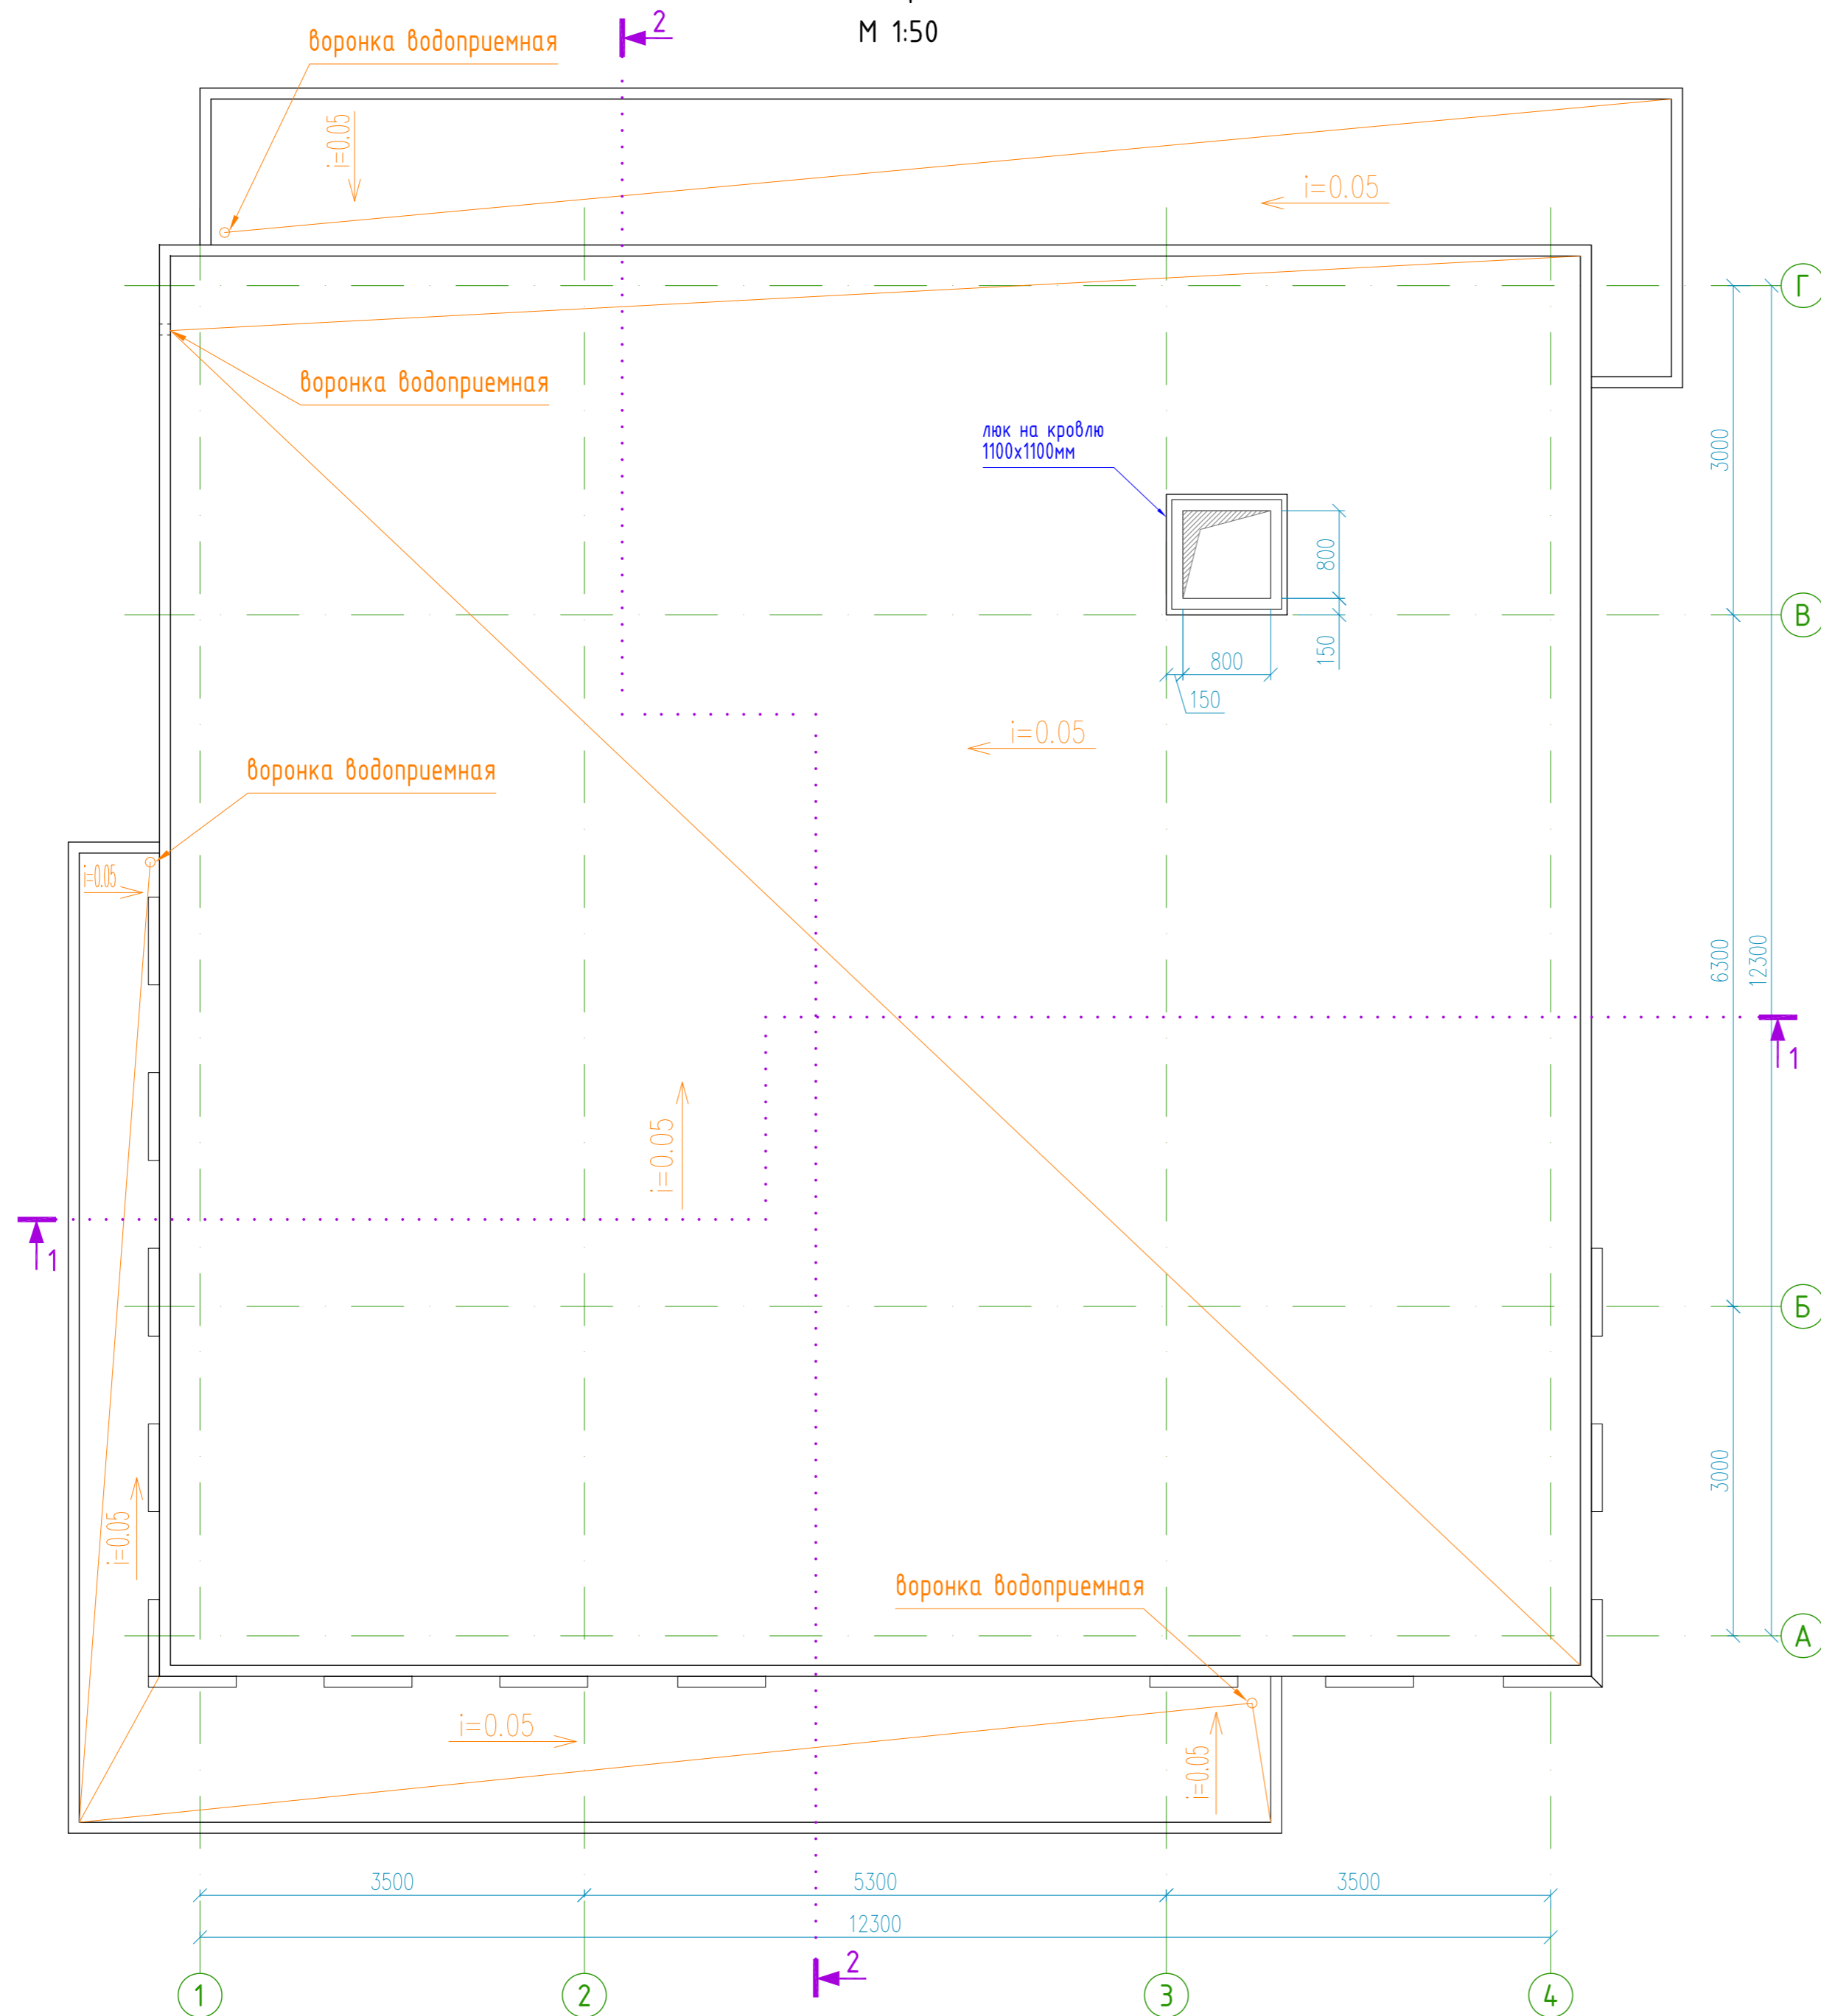 2
М 1:50
воронка водоприемная
i=0.05
i=0.05
Г
воронка водоприемная
люк на кровлю
1100х1100мм
3000
800
В
150
800
150
i=0.05
воронка водоприемная
i=0.05
6300
12300
1
i=0.05
1
Б
3000
i=0.05
воронка водоприемная
А
i=0.05
i=0.05
3500
5300
3500
12300
2
1
2
3
4